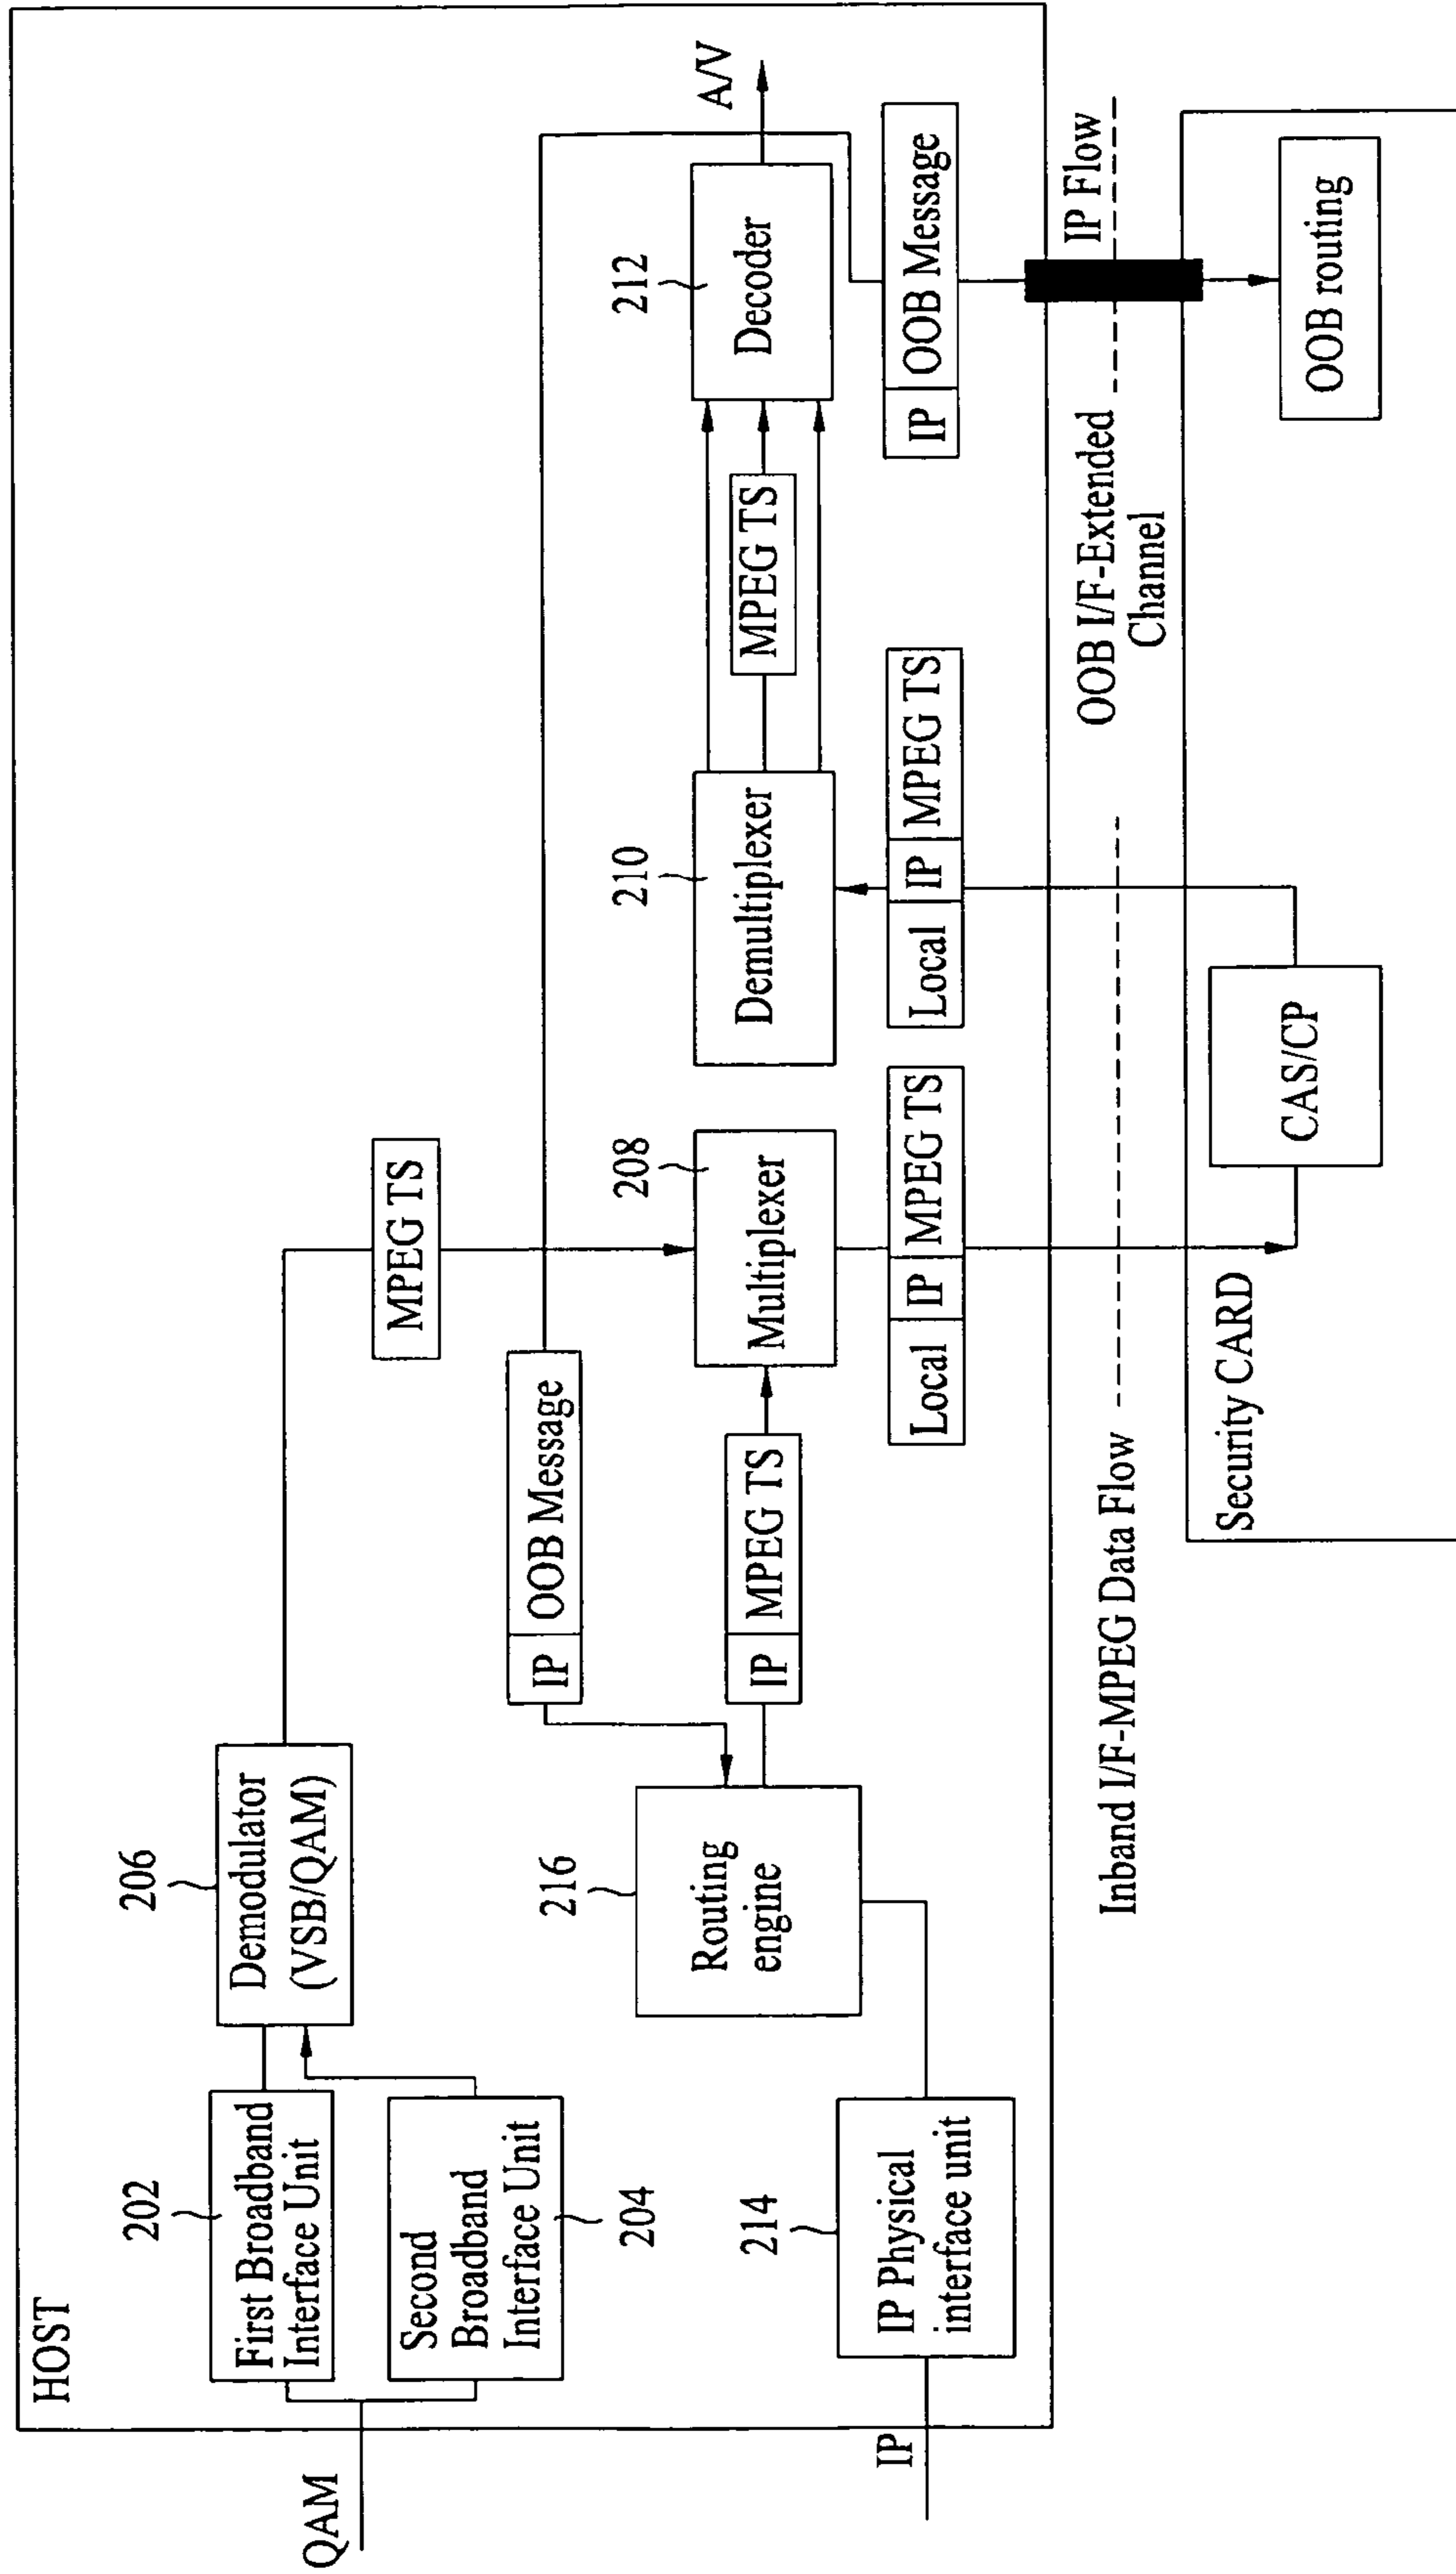 HOST
QAM
202
First Broadband
Interface Unit
Second
Broadband
Interface Unit
204
206
Demodulator
(VSB/QAM)
MPEG TS
IP
214
IP Physical
interface unit
216
Routing
engine
IP OOB Message
IP MPEG TS
208
Multiplexer
Local IP MPEG TS
210
Demultiplexer
Local IP MPEG TS
MPEG TS
212
Decoder
A/V
IP OOB Message
Inband I/F-MPEG Data Flow
OOB I/F-Extended
Channel
IP Flow
Security CARD
CAS/CP
OOB routing